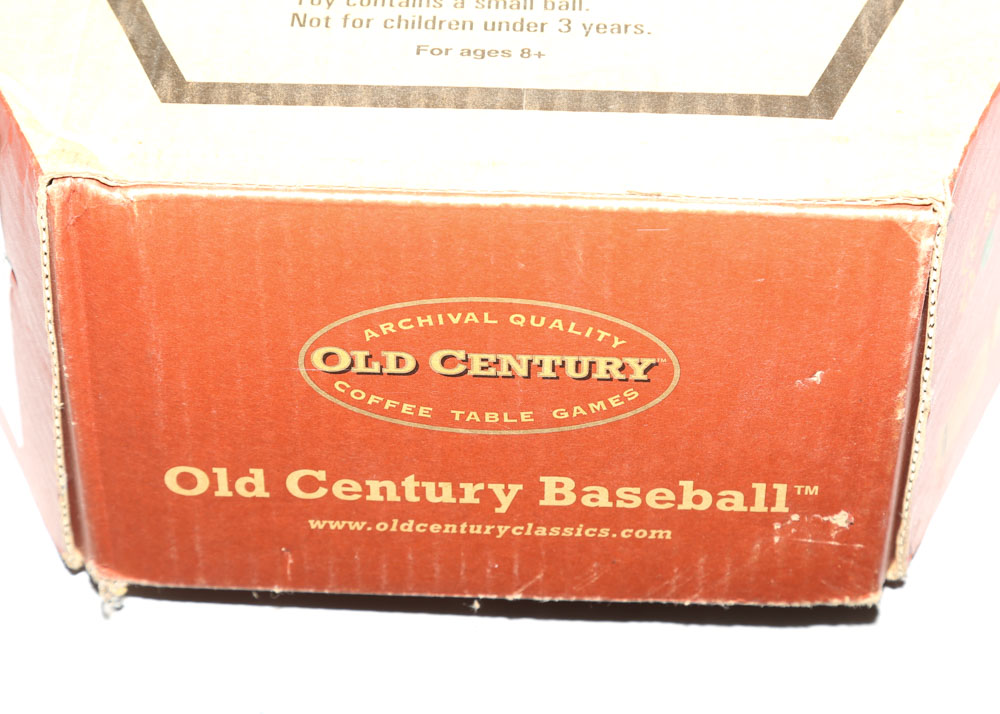 Toy contains a small ball.
Not for children under 3 years.
For ages 8+
ARCHIVAL QUALITY
OLD CENTURY™
COFFEE TABLE GAMES
Old Century Baseball™
www.oldcenturyclassics.com